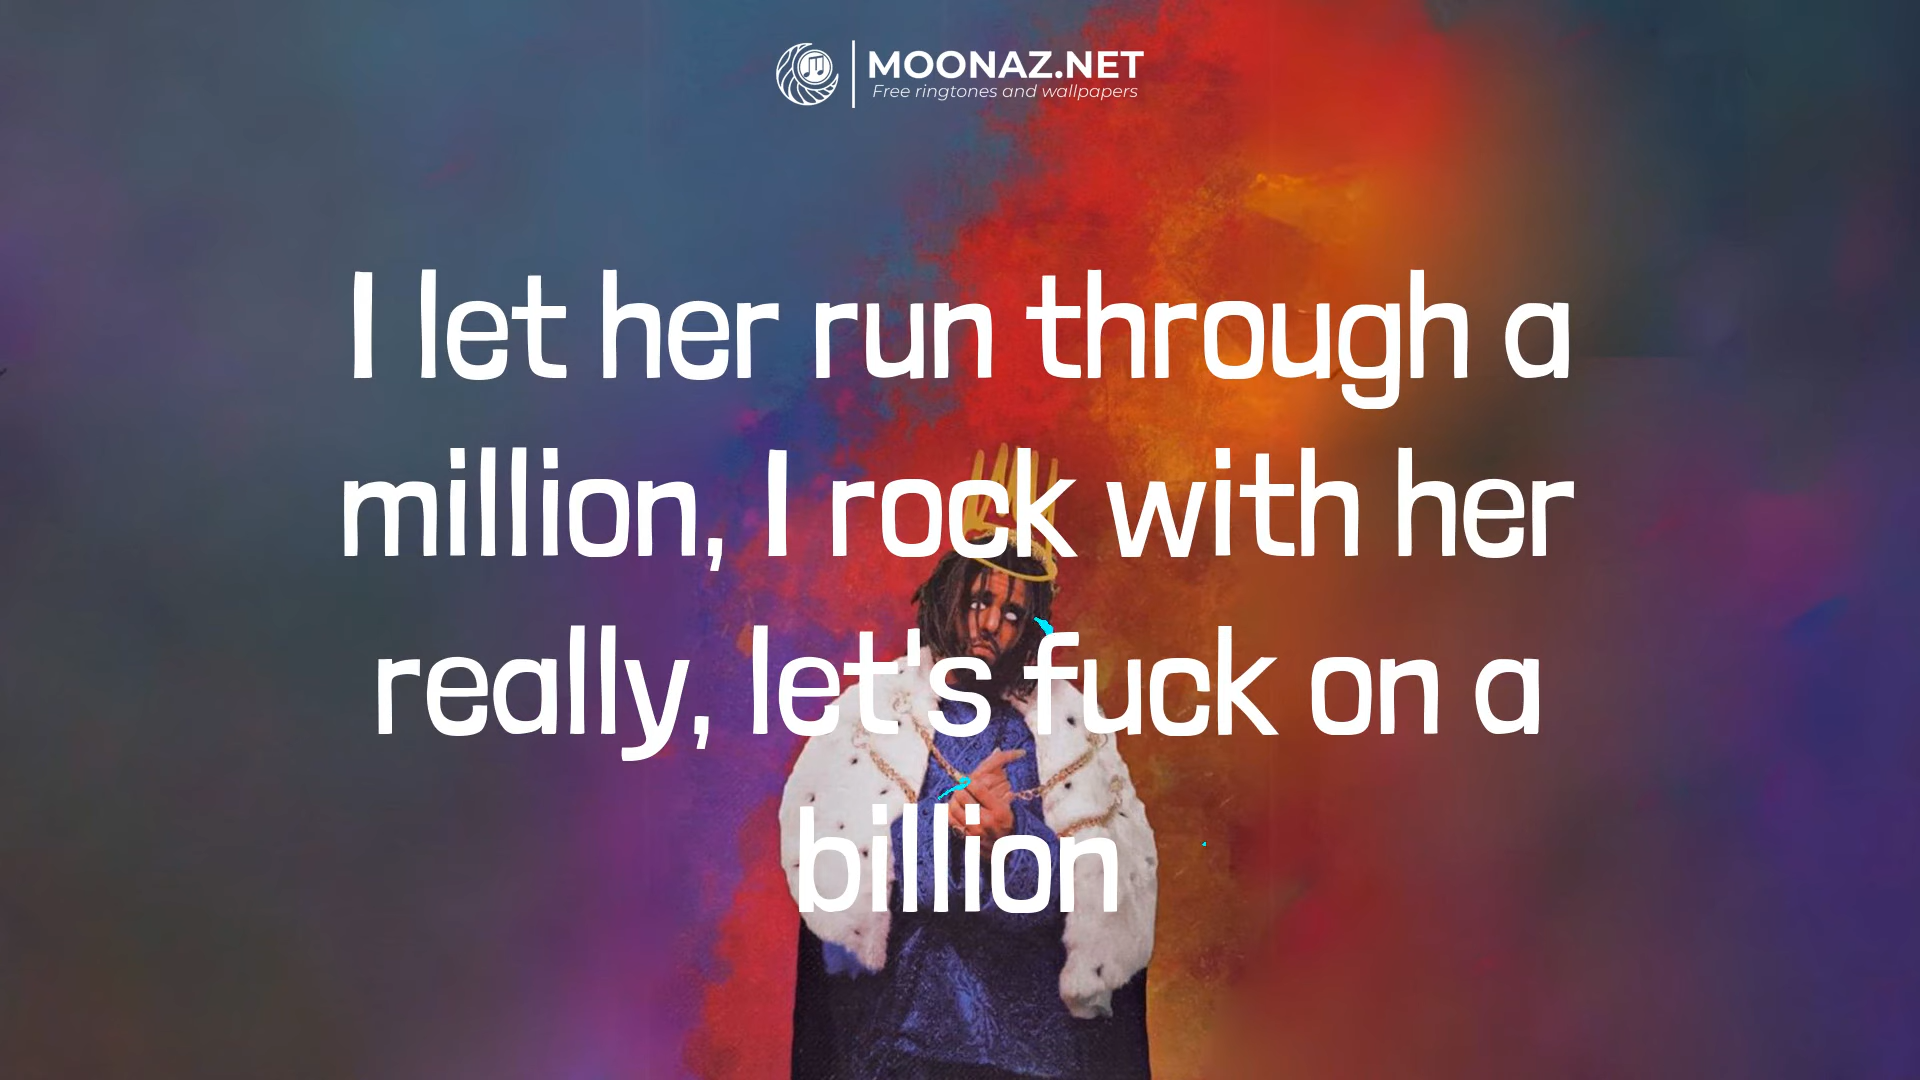 MOONAZ.NET
Free ringtones and wallpapers
I let her run through a
million, I rock with her
really, let's fuck on a
billion